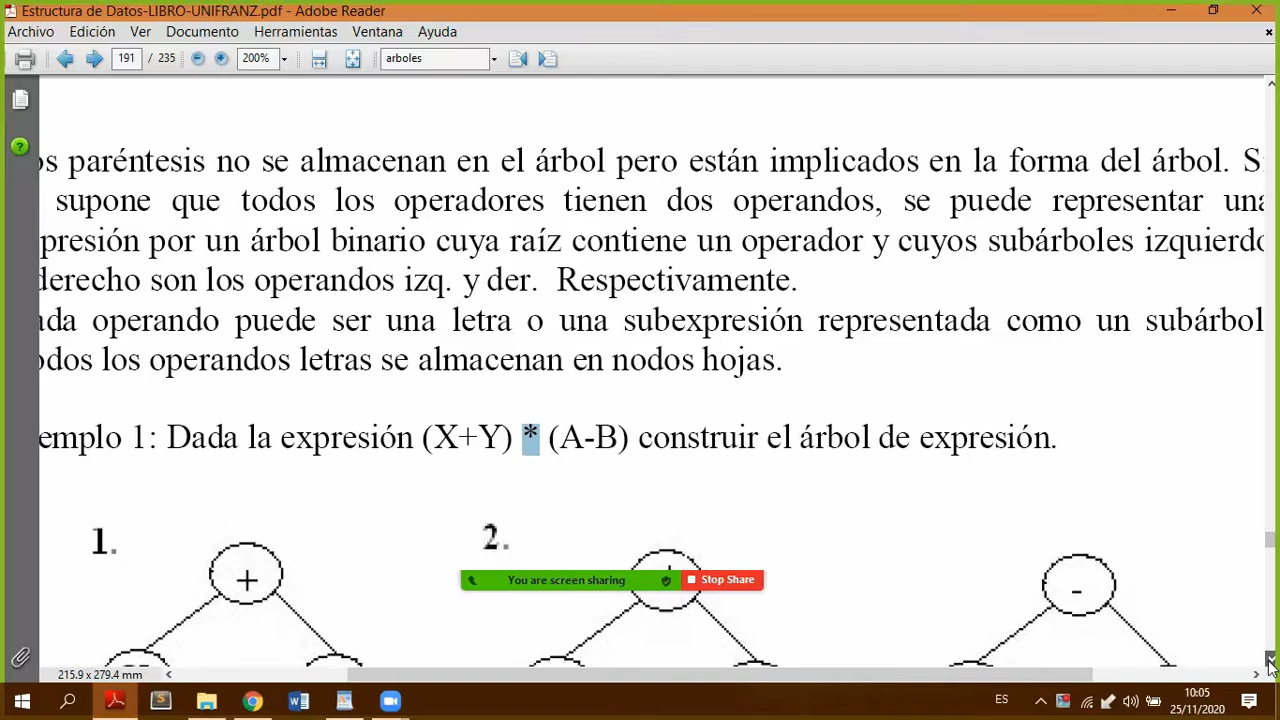 Estructura de Datos-LIBRO-UNIFRANZ.pdf - Adobe Reader
Archivo Edición Ver Documento Herramientas Ventana Ayuda
191 / 235 200% arboles
os paréntesis no se almacenan en el árbol pero están implicados en la forma del árbol. S
supone que todos los operadores tienen dos operandos, se puede representar una
presión por un árbol binario cuya raíz contiene un operador y cuyos subárboles izquierdo
derecho son los operandos izq. y der. Respectivamente.
ada operando puede ser una letra o una subexpresión representada como un subárbol
odos los operandos letras se almacenan en nodos hojas.
emplo 1: Dada la expresión (X+Y) * (A-B) construir el árbol de expresión.
1. 2.
+ -
You are screen sharing Stop Share
215.9 x 279.4 mm
ES 10:05
25/11/2020